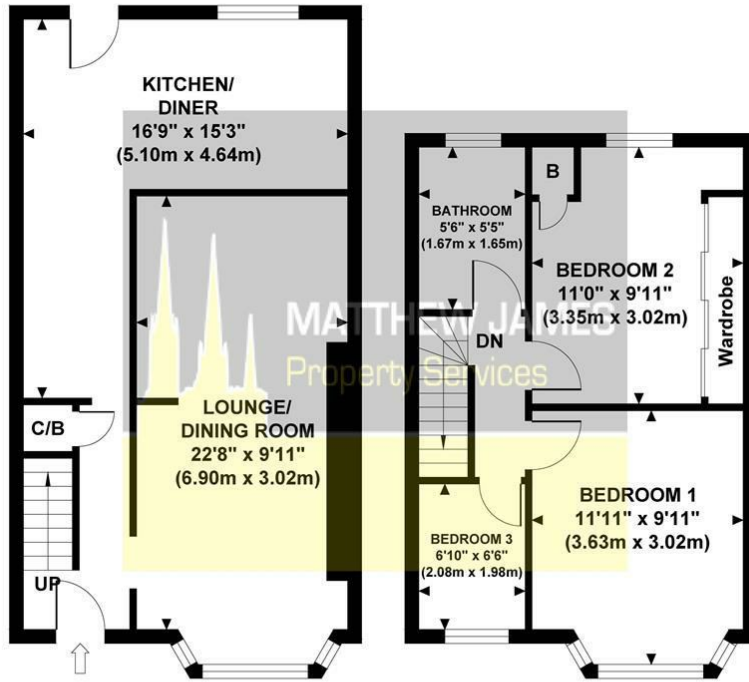 KITCHEN/
DINER
16'9" x 15'3"
(5.10m x 4.64m)
C/B
UP
LOUNGE/
DINING ROOM
22'8" x 9'11"
(6.90m x 3.02m)
MATTHEW JAMES
Property Services
BATHROOM
5'6" x 5'5"
(1.67m x 1.65m)
B
BEDROOM 2
11'0" x 9'11"
(3.35m x 3.02m)
Wardrobe
DN
BEDROOM 3
6'10" x 6'6"
(2.08m x 1.98m)
BEDROOM 1
11'11" x 9'11"
(3.63m x 3.02m)